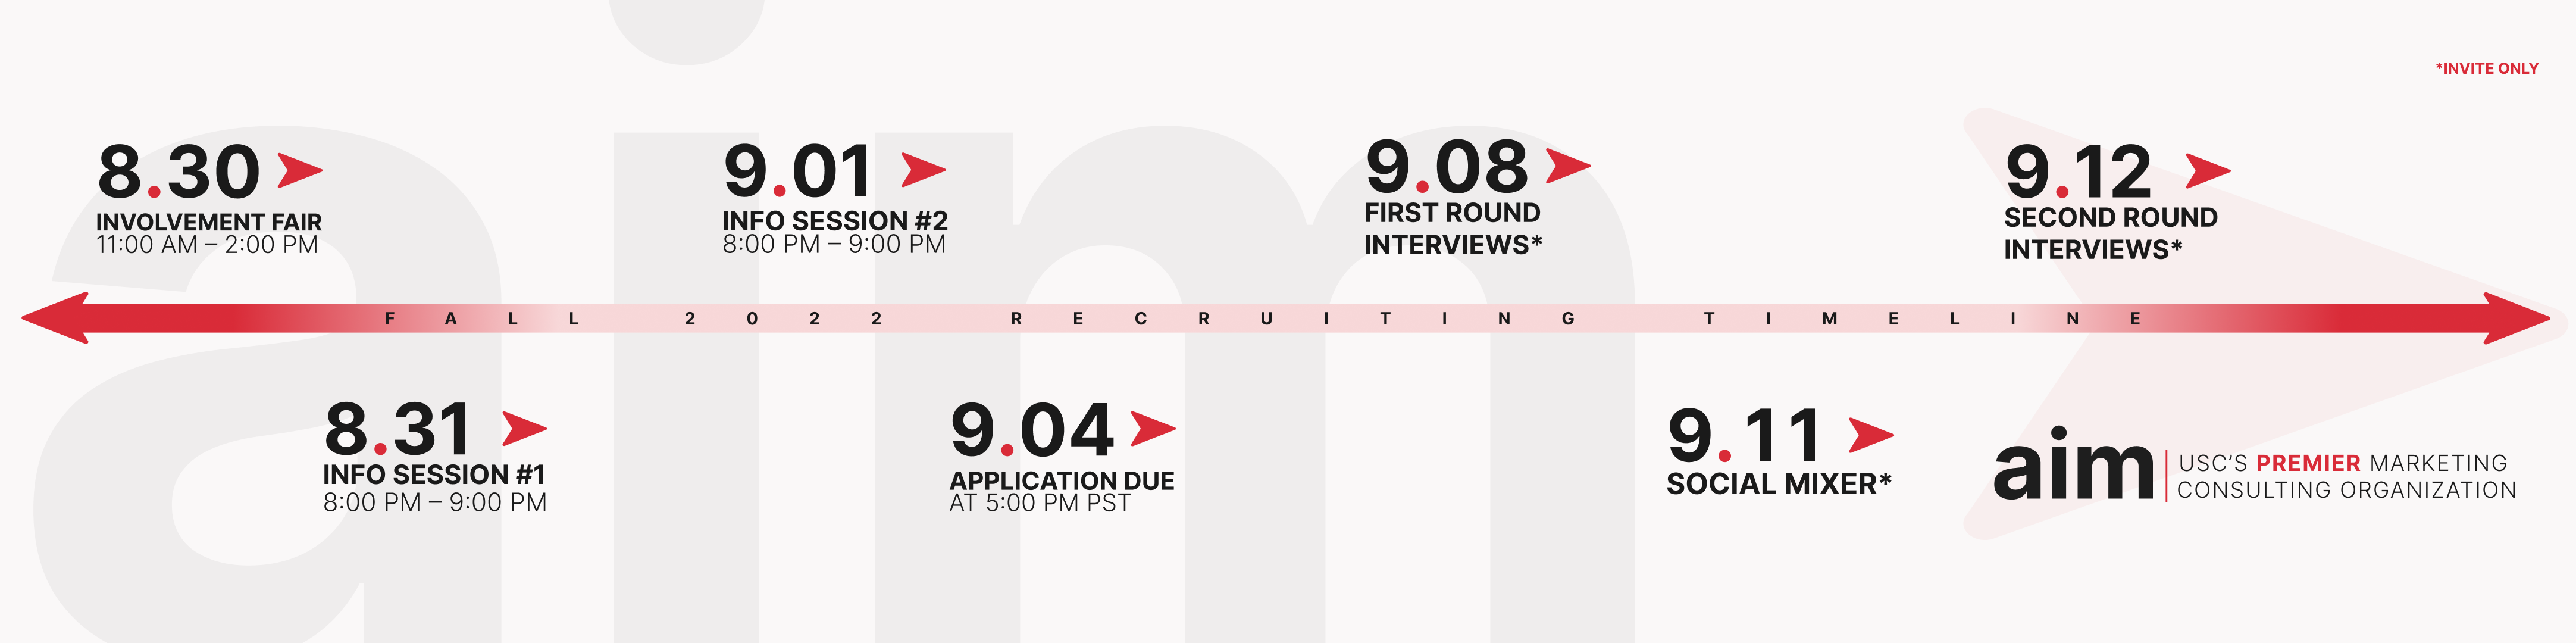 *INVITE ONLY
8.30
INVOLVEMENT FAIR
11:00 AM – 2:00 PM
9.01
INFO SESSION #2
8:00 PM – 9:00 PM
9.08
FIRST ROUND
INTERVIEWS*
9.12
SECOND ROUND
INTERVIEWS*
FALL 2022 RECRUITING TIMELINE
8.31
INFO SESSION #1
8:00 PM – 9:00 PM
9.04
APPLICATION DUE
AT 5:00 PM PST
9.11
SOCIAL MIXER*
aim
USC'S PREMIER MARKETING
CONSULTING ORGANIZATION
aim